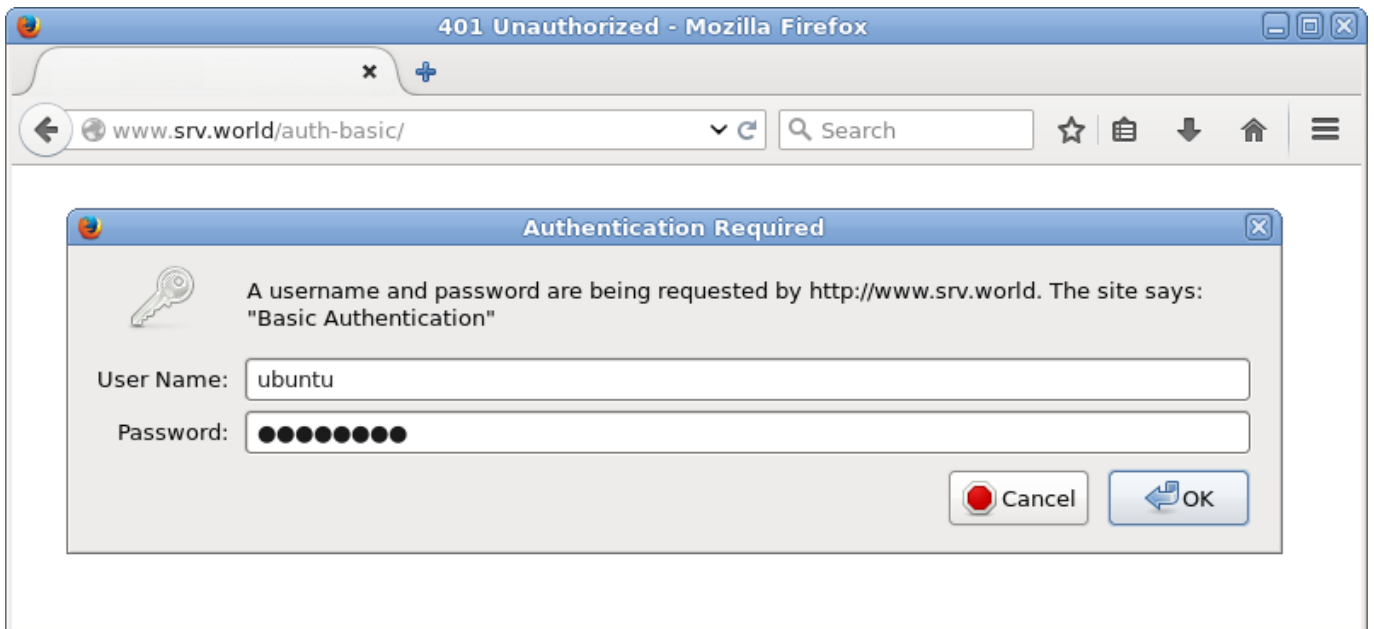 401 Unauthorized - Mozilla Firefox
www.srv.world/auth-basic/
Search
Authentication Required
A username and password are being requested by http://www.srv.world. The site says:
"Basic Authentication"
User Name: ubuntu
Password: ●●●●●●●●
Cancel OK